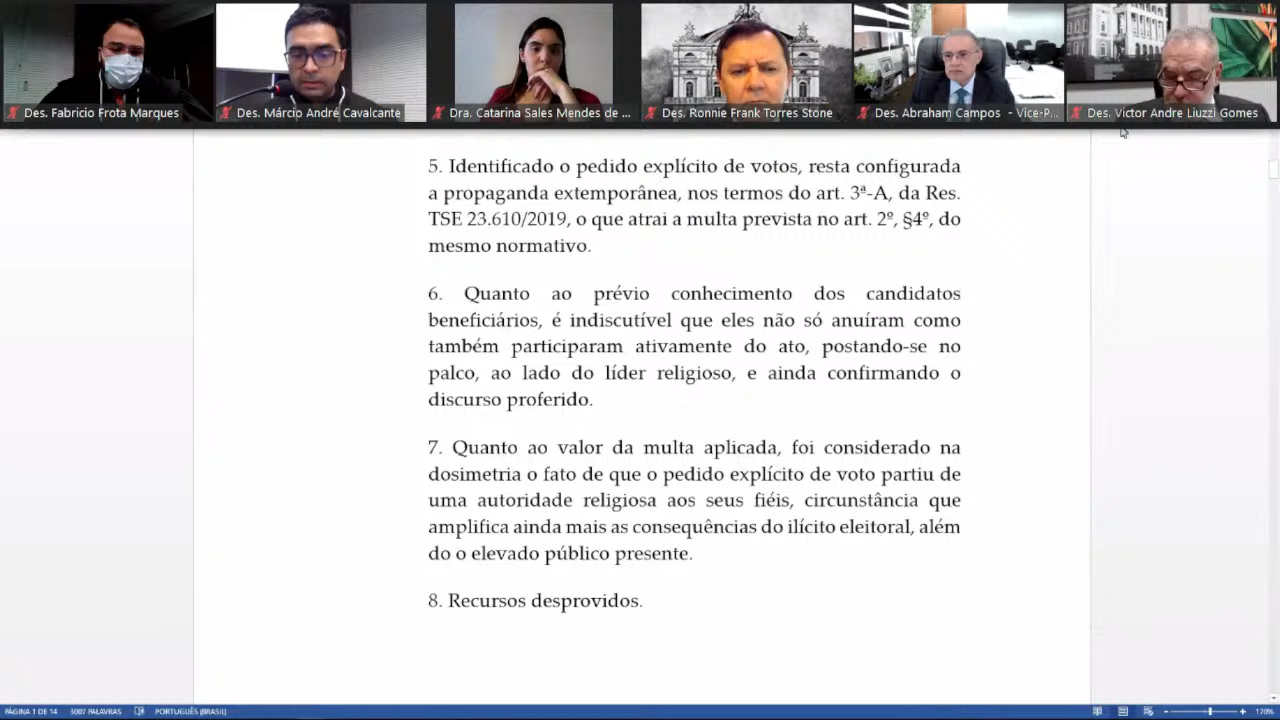 Des. Fabricio Frota Marques
Des. Márcio André Cavalcante
Dra. Catarina Sales Mendes de ...
Des. Ronnie Frank Torres Stone
Des. Abraham Campos - Vice-P...
Des. Victor Andre Liuzzi Gomes
5. Identificado o pedido explícito de votos, resta configurada
a propaganda extemporânea, nos termos do art. 3ª-A, da Res.
TSE 23.610/2019, o que atrai a multa prevista no art. 2º, §4º, do
mesmo normativo.
6. Quanto ao prévio conhecimento dos candidatos
beneficiários, é indiscutível que eles não só anuíram como
também participaram ativamente do ato, postando-se no
palco, ao lado do líder religioso, e ainda confirmando o
discurso proferido.
7. Quanto ao valor da multa aplicada, foi considerado na
dosimetria o fato de que o pedido explícito de voto partiu de
uma autoridade religiosa aos seus fiéis, circunstância que
amplifica ainda mais as consequências do ilícito eleitoral, além
do o elevado público presente.
8. Recursos desprovidos.
PÁGINA 1 DE 14 3007 PALAVRAS PORTUGUÊS (BRASIL) 170%